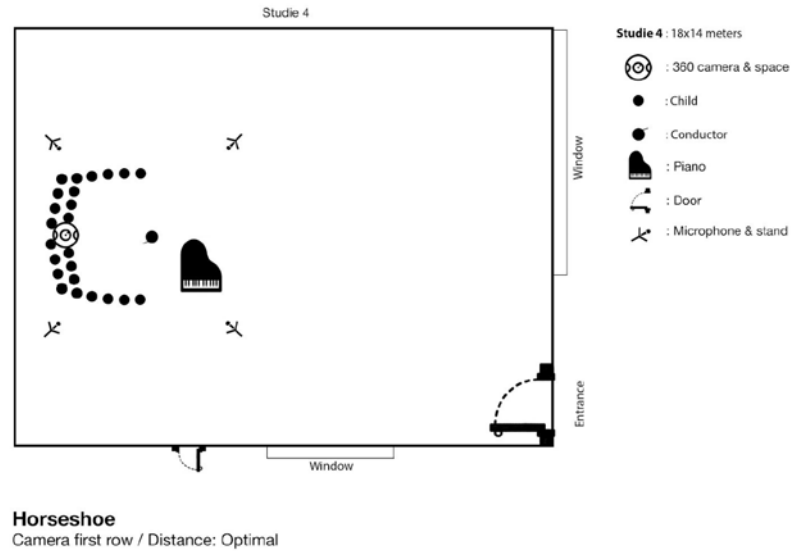 Studie 4
Studie 4 : 18x14 meters
: 360 camera & space
: Child
: Conductor
: Piano
: Door
: Microphone & stand
Window
Entrance
Window
Horseshoe
Camera first row / Distance: Optimal